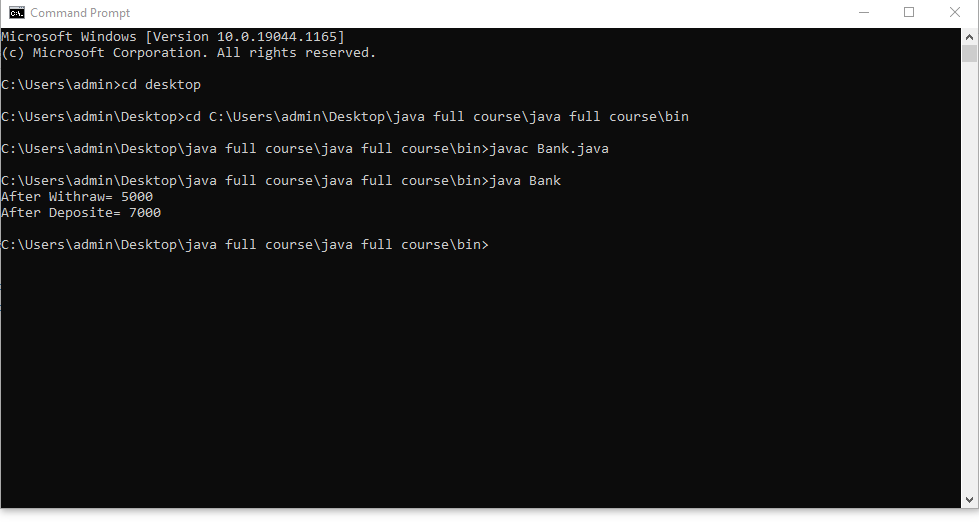 Command Prompt
Microsoft Windows [Version 10.0.19044.1165]
(c) Microsoft Corporation. All rights reserved.
C:\Users\admin>cd desktop
C:\Users\admin\Desktop>cd C:\Users\admin\Desktop\java full course\java full course\bin
C:\Users\admin\Desktop\java full course\java full course\bin>javac Bank.java
C:\Users\admin\Desktop\java full course\java full course\bin>java Bank
After Withraw= 5000
After Deposite= 7000
C:\Users\admin\Desktop\java full course\java full course\bin>